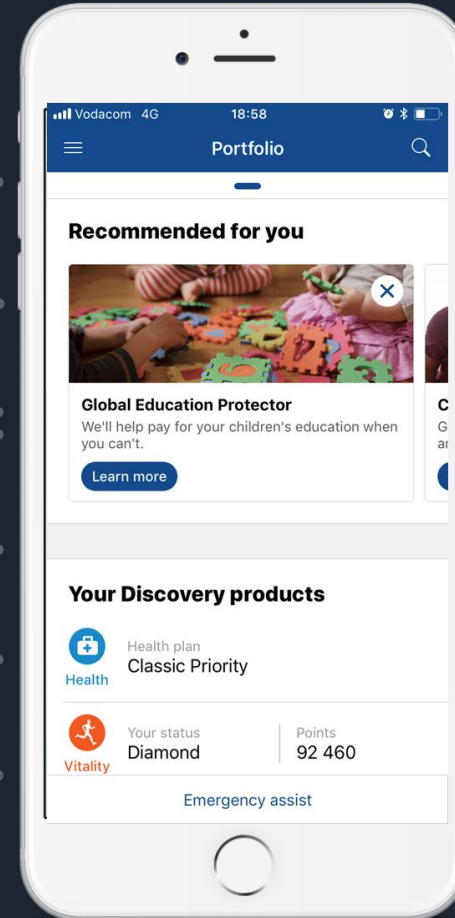 Vodacom 4G 18:58
Portfolio
Recommended for you
Global Education Protector
We'll help pay for your children's education when
you can't.
Learn more
C
G
ar
Your Discovery products
Health plan
Classic Priority
Health
Your status Points
Diamond 92 460
Vitality
Emergency assist